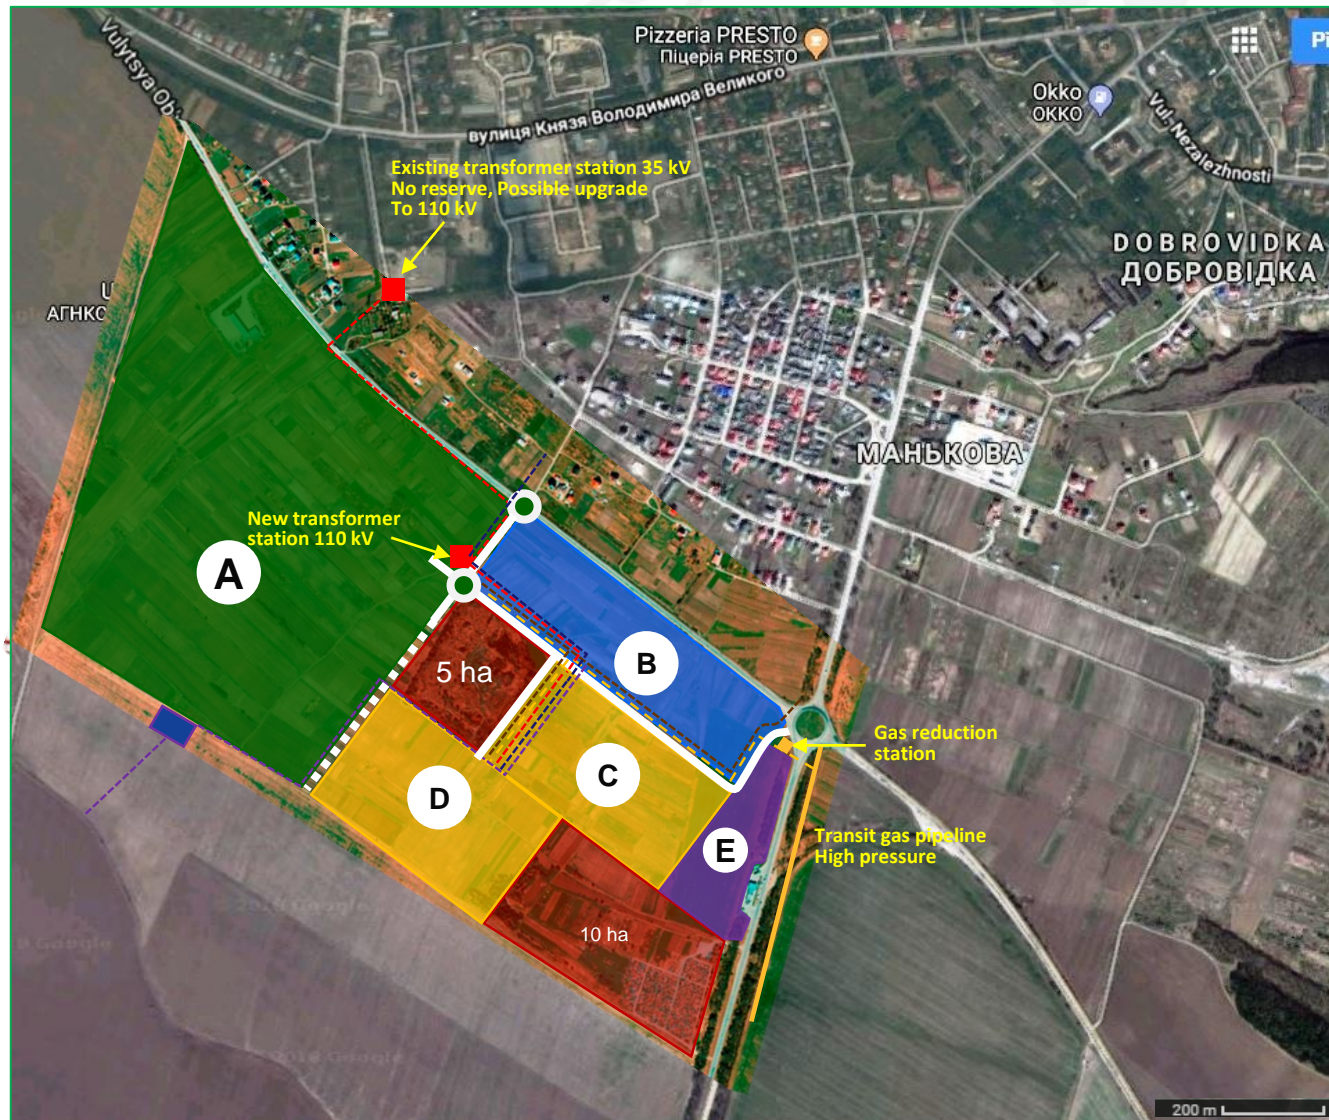 Pizzeria PRESTO
Піцерія PRESTO
Vulytsya Ob
вулиця Князя Володимира Великого
Okko
ОККО
Vul. Nezalezhnosti
Existing transformer station 35 kV
No reserve, Possible upgrade
To 110 kV
DOBROVIDKA
ДОБРОВІДКА
U
АГНКС
МАНЬКОВА
New transformer
station 110 kV
A
B
5 ha
Gas reduction
station
C
D
Transit gas pipeline
High pressure
E
10 ha
200 m